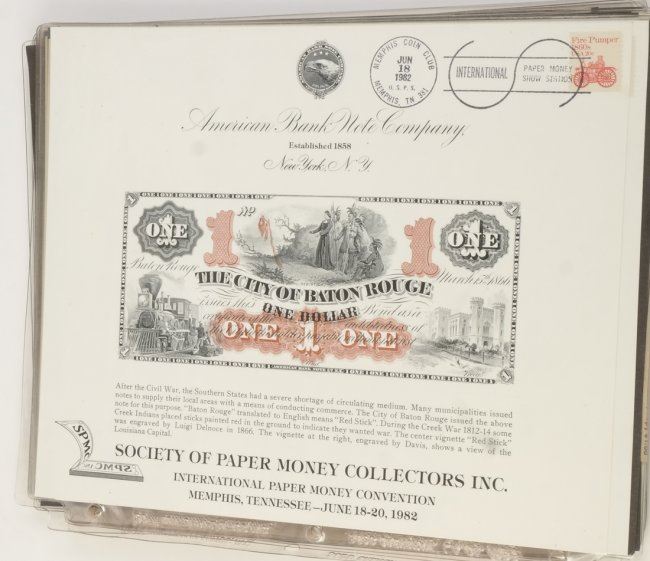 MEMPHIS COIN CLUB
JUN
18
1982
U.S.P.S.
MEMPHIS, TN 381
INTERNATIONAL
PAPER MONEY
SHOW STATION
Fire Pumper
1860s
USA 20c
American Bank Note Company,
Established 1858
New York, N.Y.
No
ONE
1
1
ONE
Baton Rouge
March 15th 1866
THE CITY OF BATON ROUGE
ONE DOLLAR
ONE 1 ONE
After the Civil War, the Southern States had a severe shortage of circulating medium. Many municipalities issued
notes to supply their local areas with a means of conducting commerce. The City of Baton Rouge issued the above
note for this purpose. "Baton Rouge" translated to English means "Red Stick". During the Creek War 1812-14 some
Creek Indians placed sticks painted red in the ground to indicate they wanted war. The center vignette "Red Stick"
was engraved by Luigi Delnoce in 1866. The vignette at the right, engraved by Davis, shows a view of the
Louisiana Capital.
SPMC
SPMC
SOCIETY OF PAPER MONEY COLLECTORS INC.
INTERNATIONAL PAPER MONEY CONVENTION
MEMPHIS, TENNESSEE—JUNE 18-20, 1982